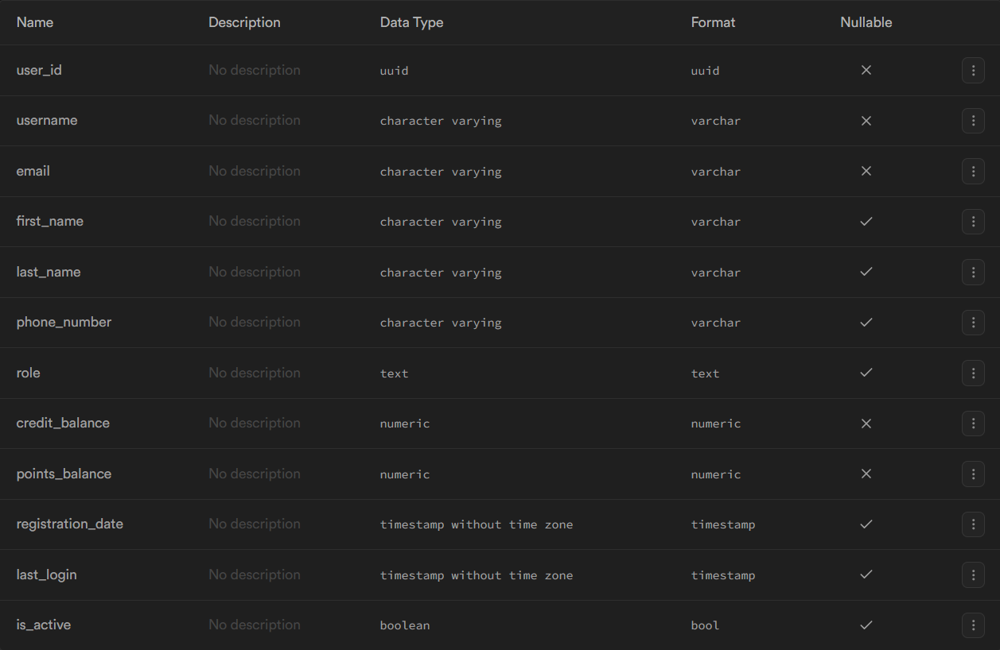 Name Description Data Type Format Nullable
user_id No description uuid uuid
username No description character varying varchar
email No description character varying varchar
first_name No description character varying varchar
last_name No description character varying varchar
phone_number No description character varying varchar
role No description text text
credit_balance No description numeric numeric
points_balance No description numeric numeric
registration_date No description timestamp without time zone timestamp
last_login No description timestamp without time zone timestamp
is_active No description boolean bool